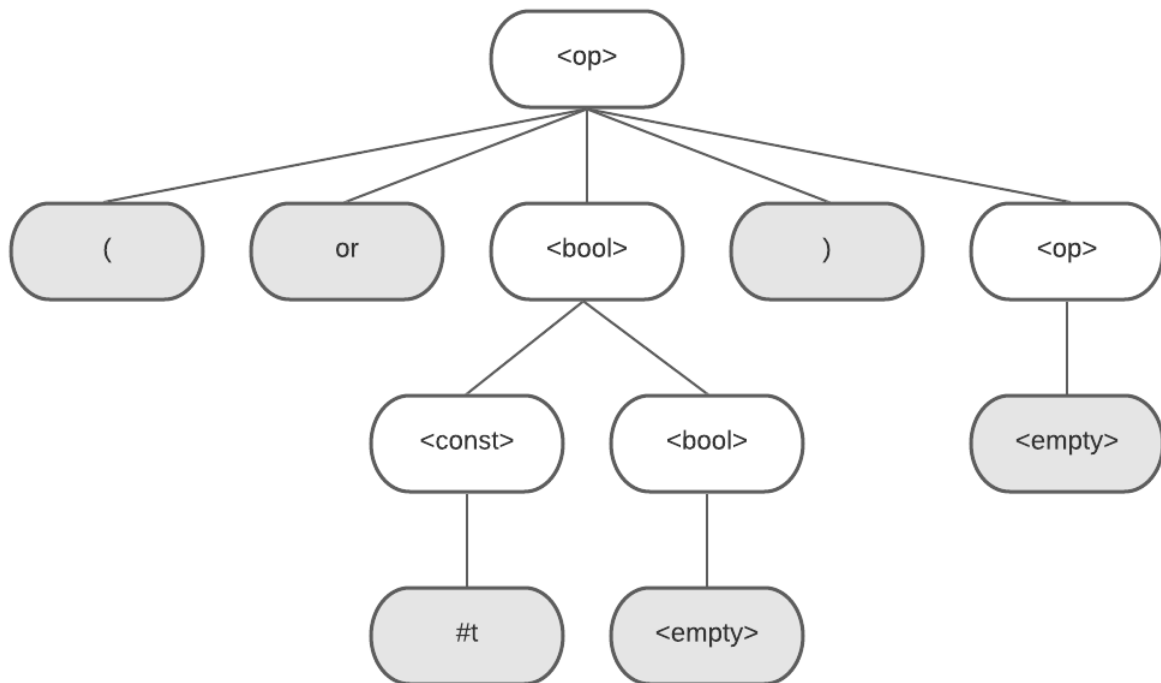 <op>
(
or
<bool>
)
<op>
<const>
<bool>
<empty>
#t
<empty>